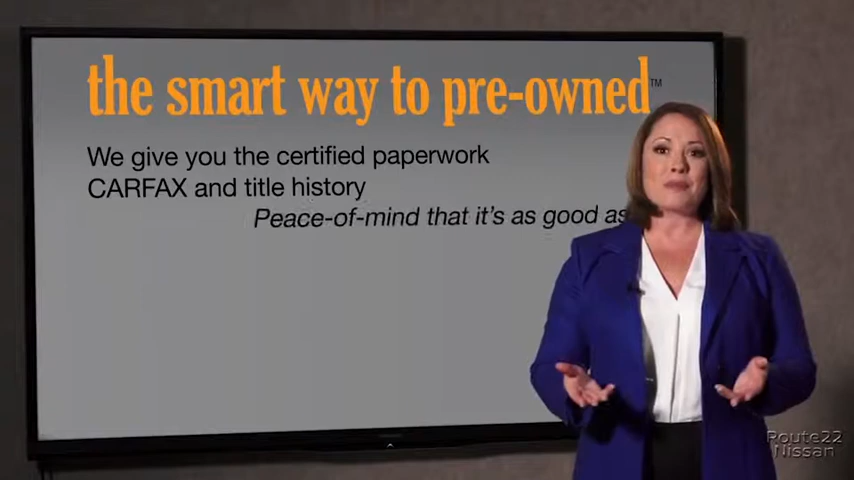 the smart way to pre-owned™
We give you the certified paperwork
CARFAX and title history
Peace-of-mind that it's as good as
Route22
Nissan